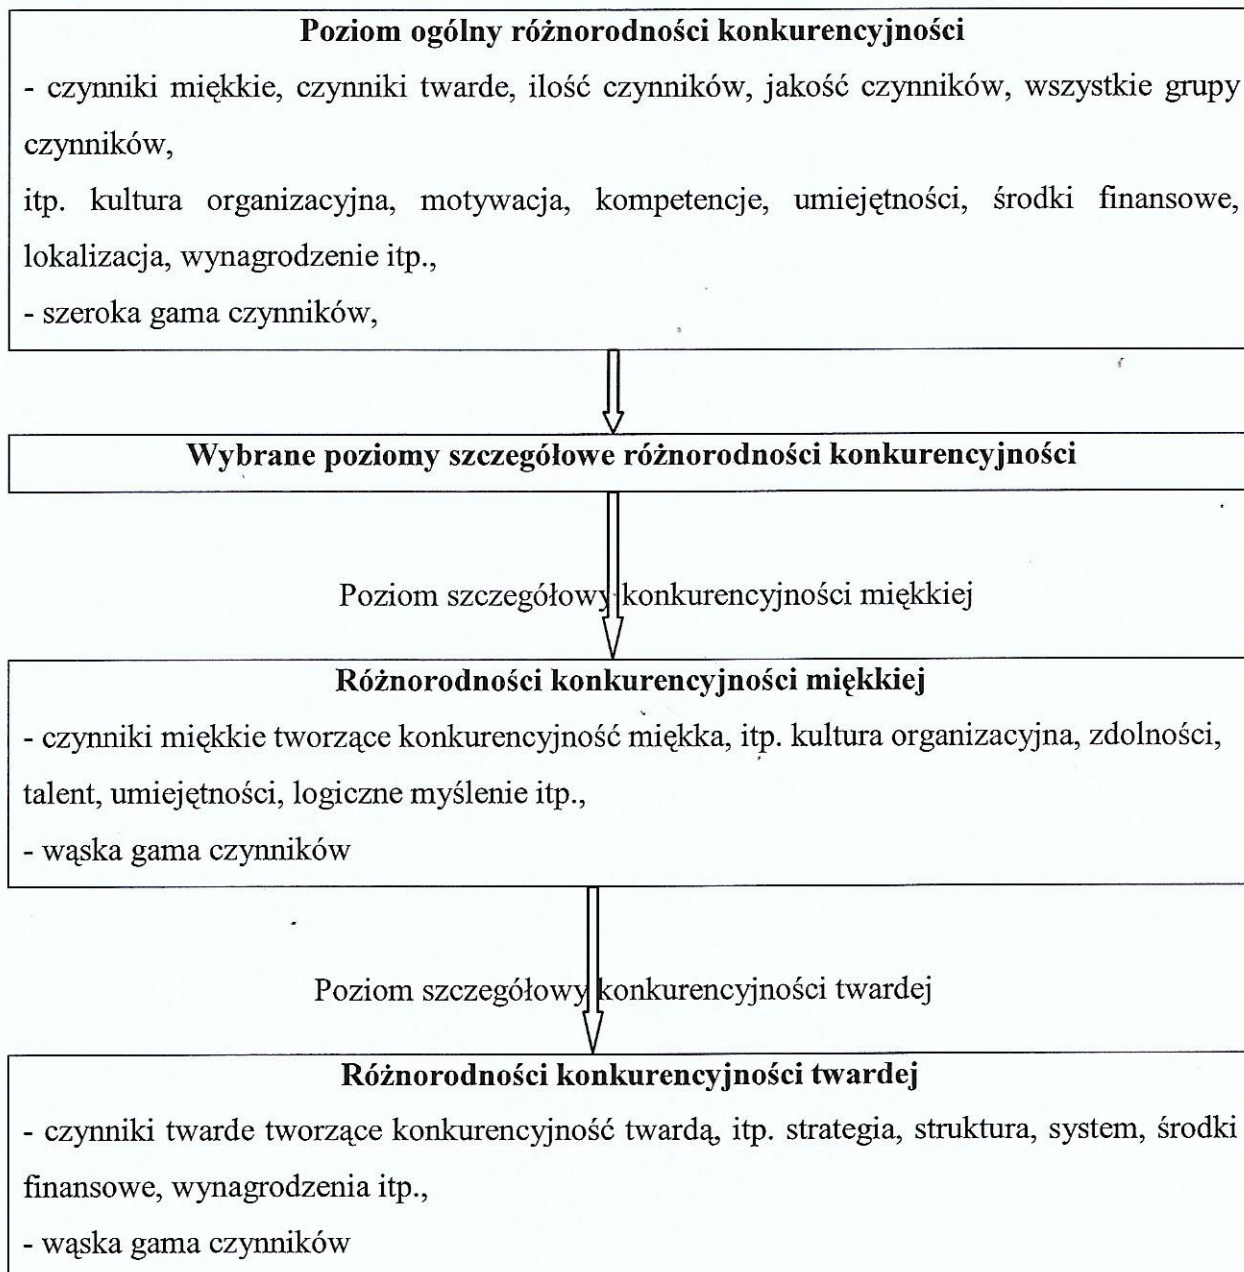 Poziom ogólny różnorodności konkurencyjności
- czynniki miękkie, czynniki twarde, ilość czynników, jakość czynników, wszystkie grupy
czynników,
itp. kultura organizacyjna, motywacja, kompetencje, umiejętności, środki finansowe,
lokalizacja, wynagrodzenie itp.,
- szeroka gama czynników,
Wybrane poziomy szczegółowe różnorodności konkurencyjności
Poziom szczegółowy konkurencyjności miękkiej
Różnorodności konkurencyjności miękkiej
- czynniki miękkie tworzące konkurencyjność miękka, itp. kultura organizacyjna, zdolności,
talent, umiejętności, logiczne myślenie itp.,
- wąska gama czynników
Poziom szczegółowy konkurencyjności twardej
Różnorodności konkurencyjności twardej
- czynniki twarde tworzące konkurencyjność twardą, itp. strategia, struktura, system, środki
finansowe, wynagrodzenia itp.,
- wąska gama czynników